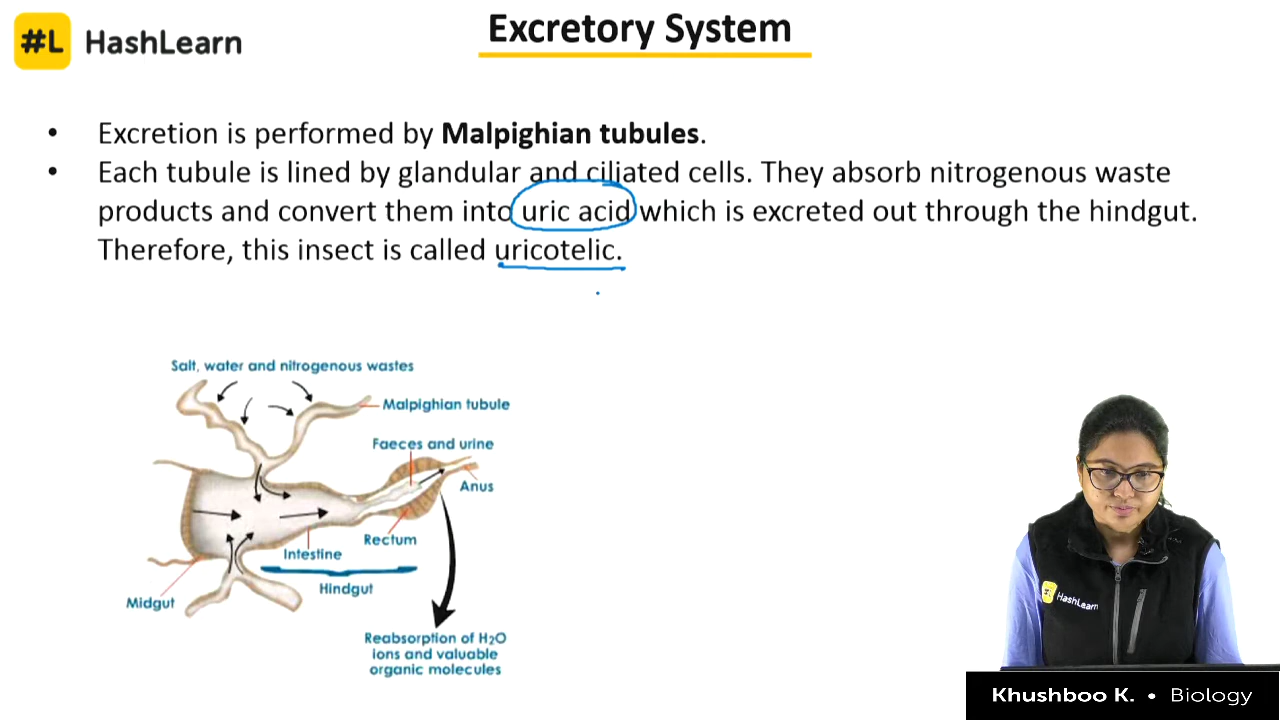 #L HashLearn
Excretory System
• Excretion is performed by Malpighian tubules.
• Each tubule is lined by glandular and ciliated cells. They absorb nitrogenous waste
products and convert them into uric acid which is excreted out through the hindgut.
Therefore, this insect is called uricotelic.
Salt, water and nitrogenous wastes
Malpighian tubule
Faeces and urine
Anus
Rectum
Intestine
Hindgut
Midgut
Reabsorption of H2O
ions and valuable
organic molecules
HashLearn
Khushboo K. • Biology